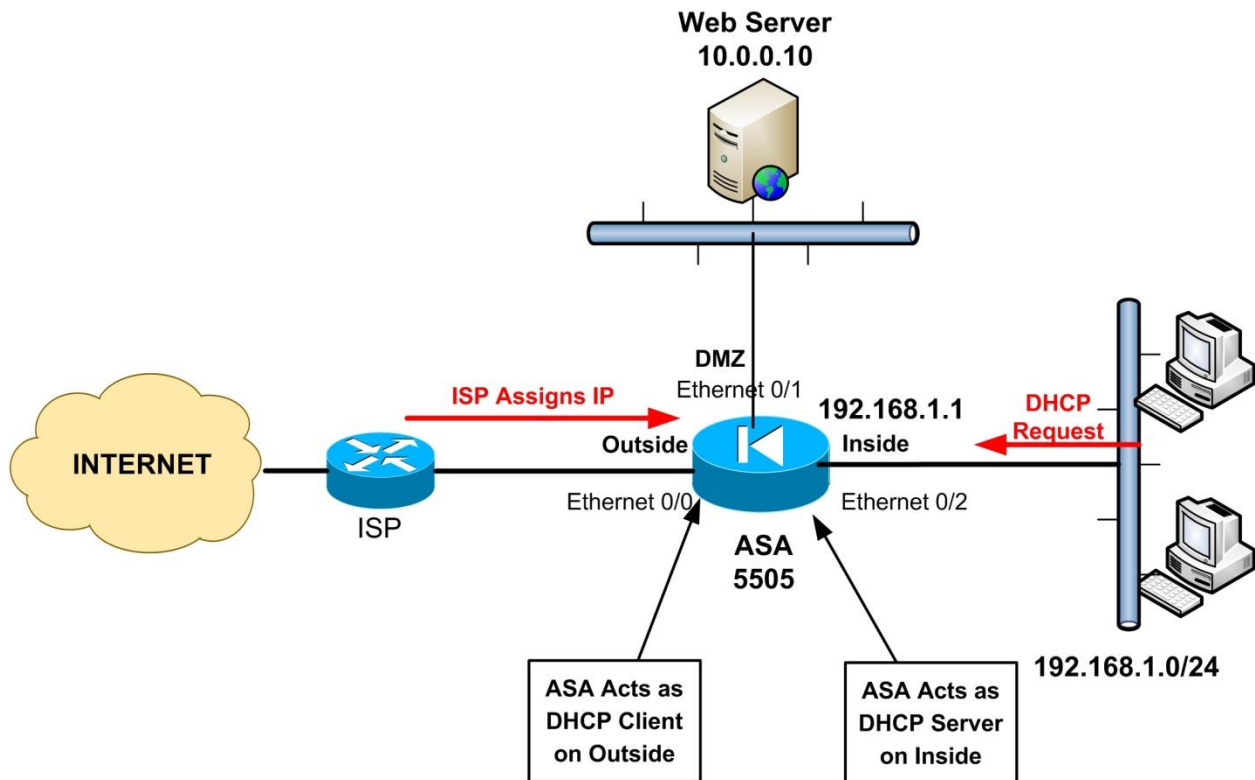 Web Server
10.0.0.10
DMZ
Ethernet 0/1
ISP Assigns IP
192.168.1.1
DHCP
Request
Outside
Inside
INTERNET
Ethernet 0/0
Ethernet 0/2
ISP
ASA
5505
192.168.1.0/24
ASA Acts as
DHCP Client
on Outside
ASA Acts as
DHCP Server
on Inside